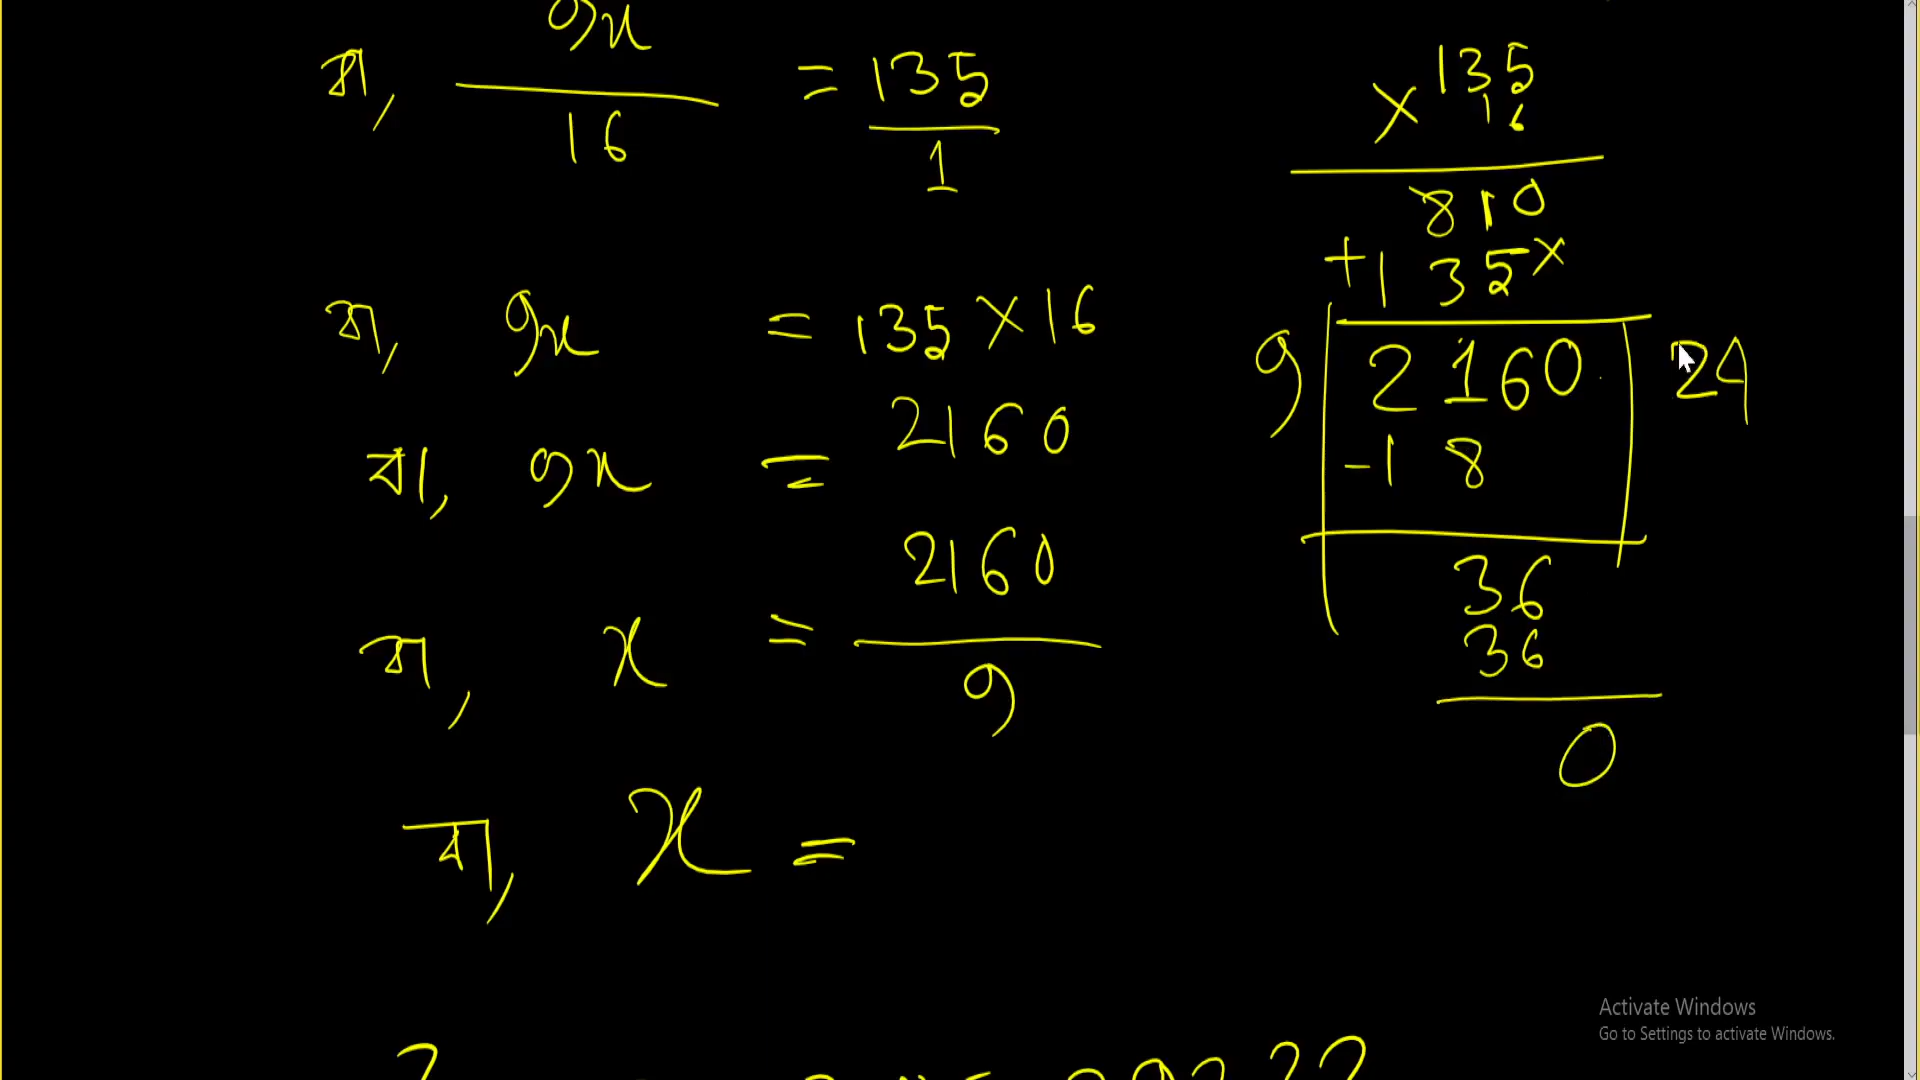 বা, 9x / 16 = 135 / 1
বা, 9x = 135 × 16
বা, 9x = 2160
বা, x = 2160 / 9
বা, x =
135
× 16
810
+135×
9 | 2160 | 24
-18
36
36
0
Activate Windows
Go to Settings to activate Windows.